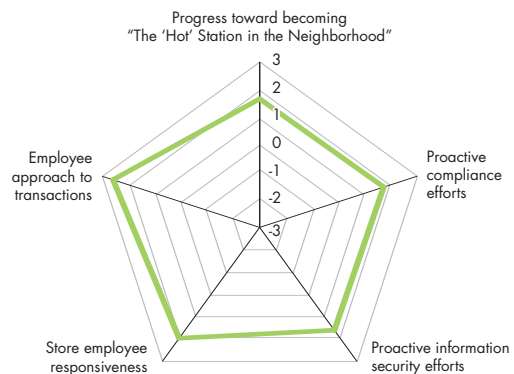 Progress toward becoming
“The ‘Hot’ Station in the Neighborhood”
3
2
1
0
-1
-2
-3
Employee
approach to
transactions
Proactive
compliance
efforts
Store employee
responsiveness
Proactive information
security efforts